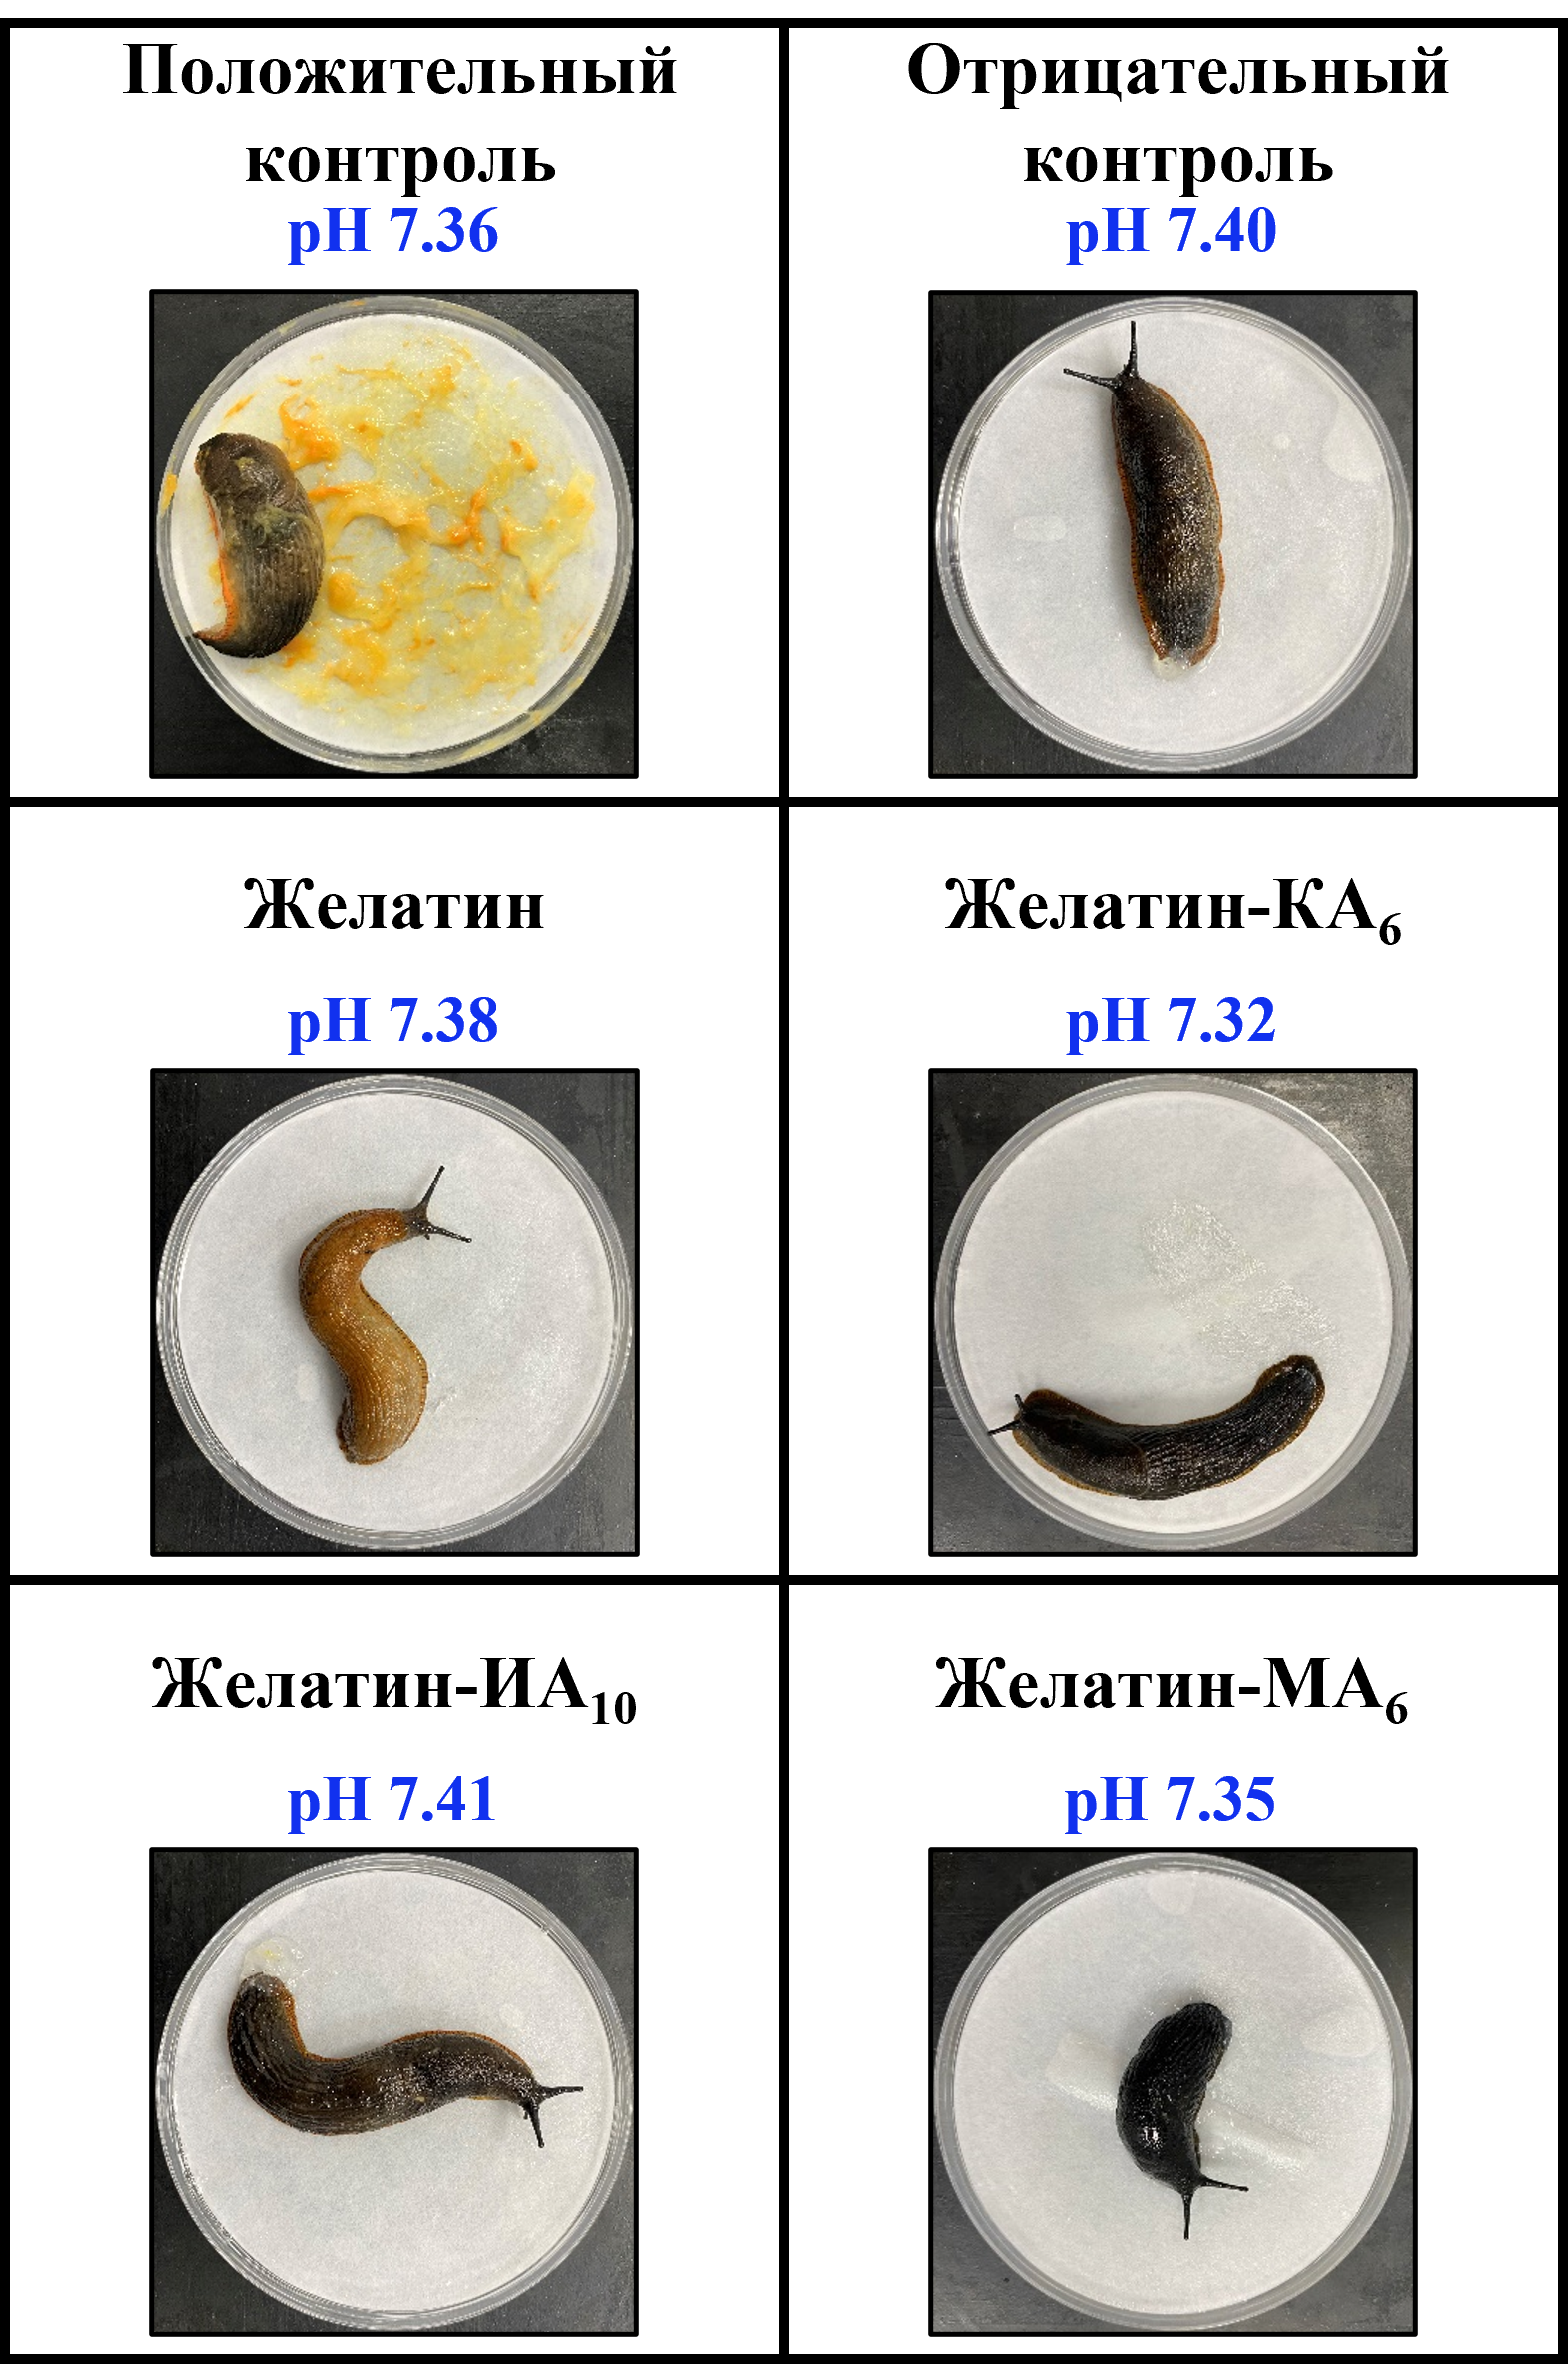 Положительный
контроль
pH 7.36
Отрицательный
контроль
pH 7.40
Желатин
pH 7.38
Желатин-КА₆
pH 7.32
Желатин-ИА₁₀
pH 7.41
Желатин-МА₆
pH 7.35